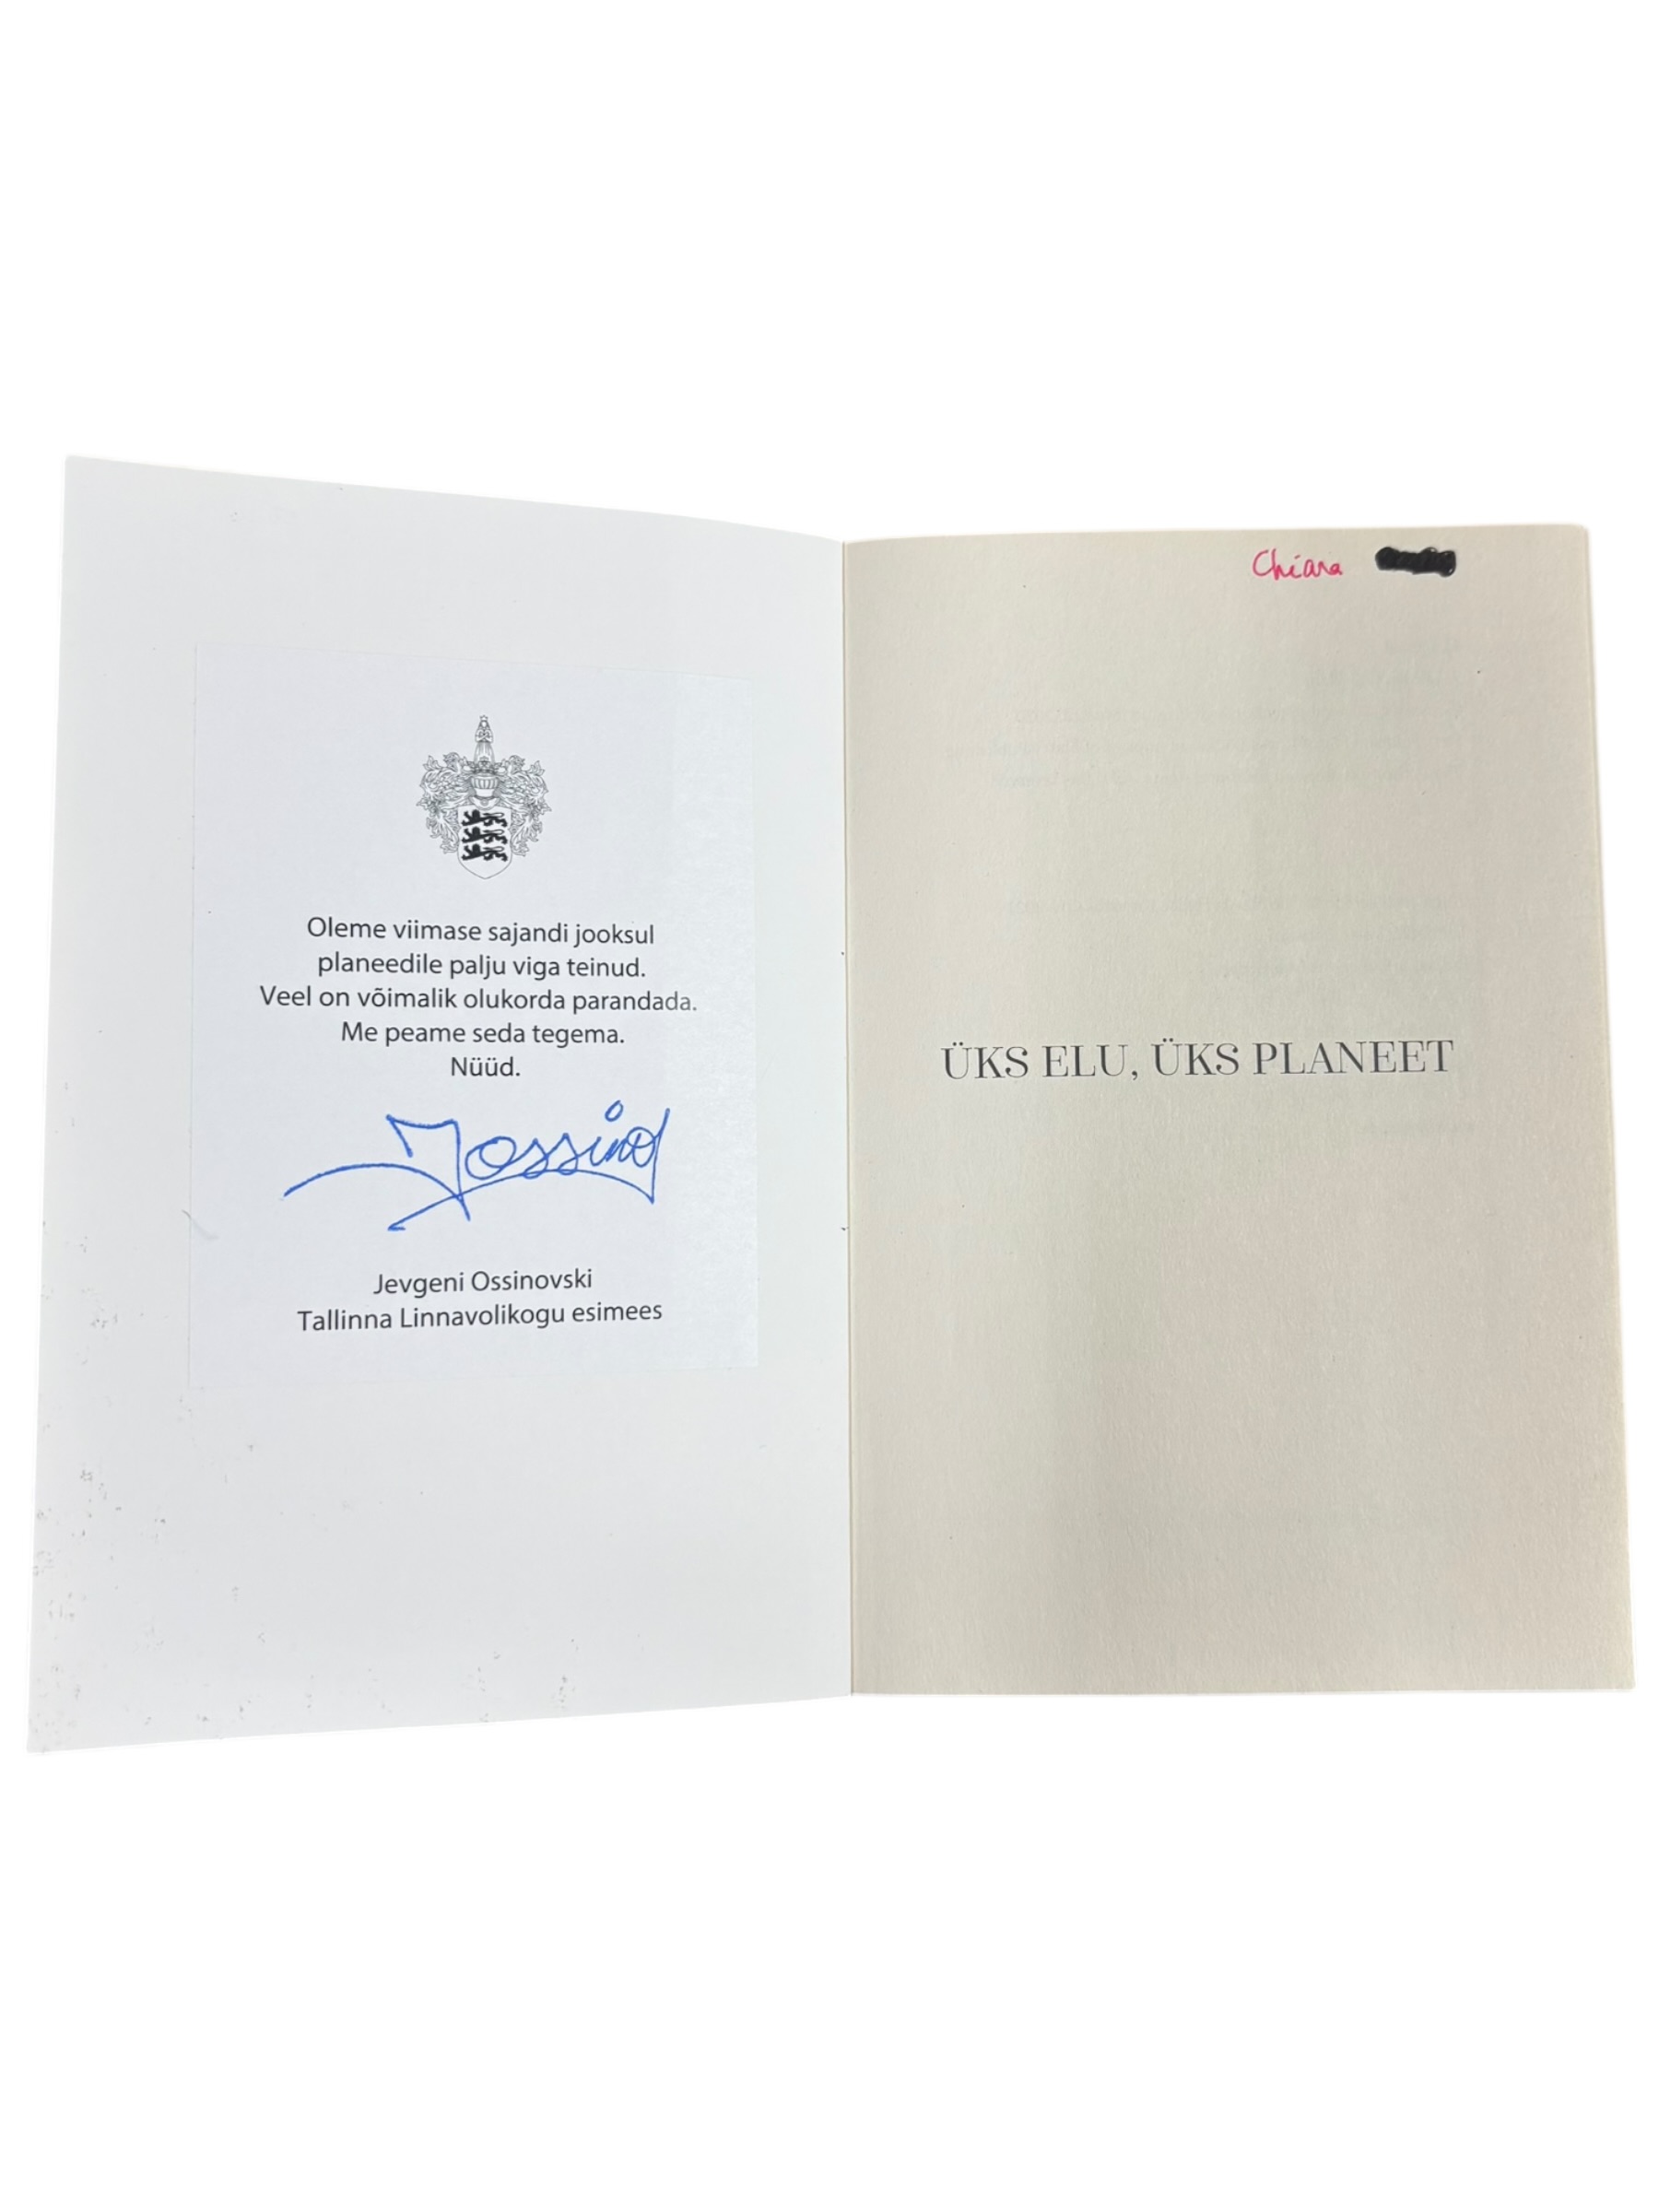 Oleme viimase sajandi jooksul
planeedile palju viga teinud.
Veel on võimalik olukorda parandada.
Me peame seda tegema.
Nüüd.
Jevgeni Ossinovski
Tallinna Linnavolikogu esimees
Chiara
ÜKS ELU, ÜKS PLANEET